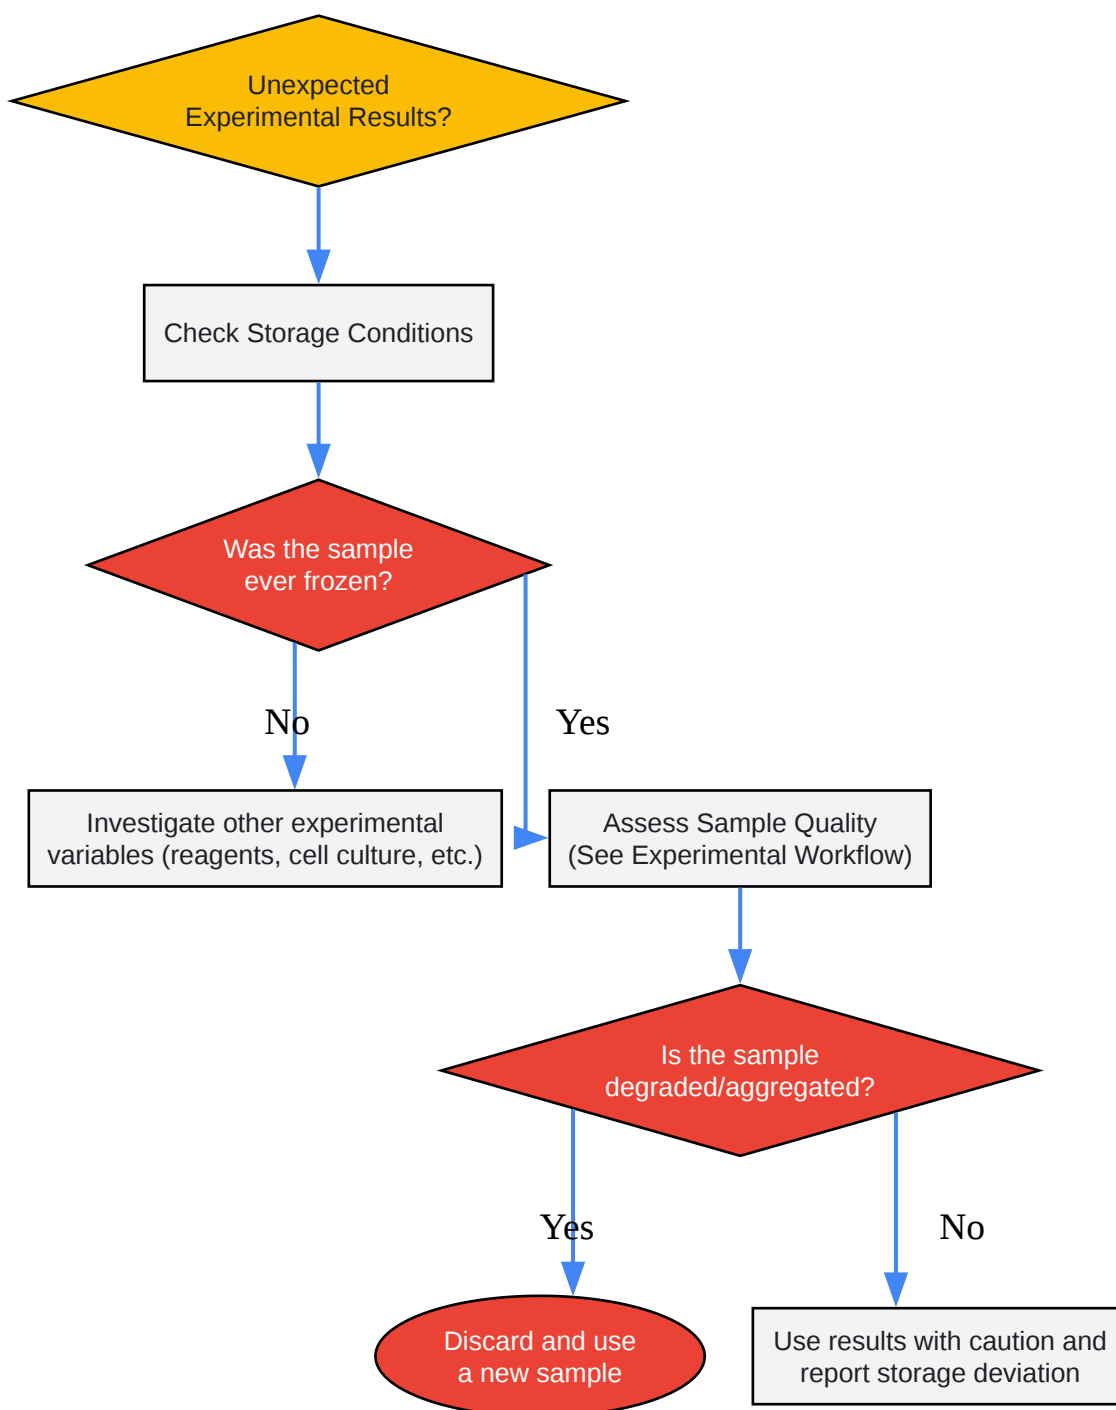 Unexpected
Experimental Results?
Check Storage Conditions
Was the sample
ever frozen?
No
Yes
Investigate other experimental
variables (reagents, cell culture, etc.)
Assess Sample Quality
(See Experimental Workflow)
Is the sample
degraded/aggregated?
Yes
No
Discard and use
a new sample
Use results with caution and
report storage deviation